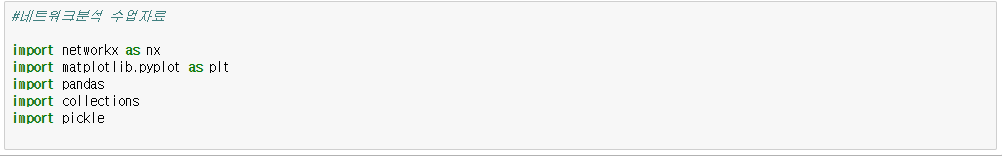 #네트워크분석 수업자료
import networkx as nx
import matplotlib.pyplot as plt
import pandas
import collections
import pickle